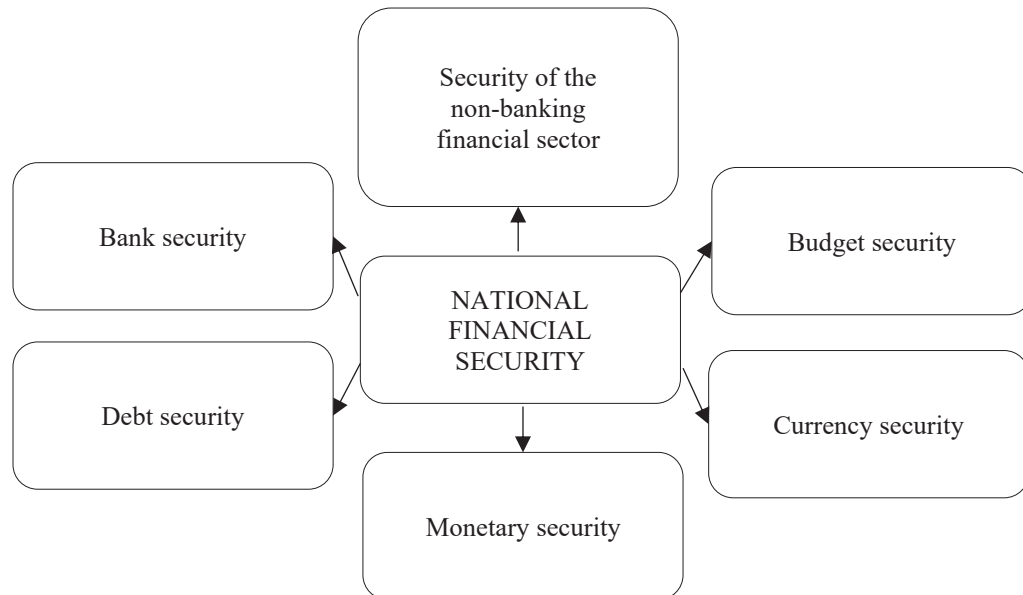 Security of the
non-banking
financial sector
Bank security
Budget security
NATIONAL
FINANCIAL
SECURITY
Debt security
Currency security
Monetary security